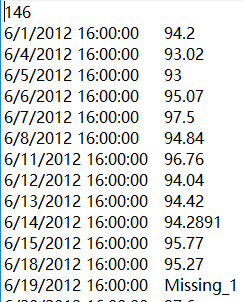 146
6/1/2012 16:00:00 94.2
6/4/2012 16:00:00 93.02
6/5/2012 16:00:00 93
6/6/2012 16:00:00 95.07
6/7/2012 16:00:00 97.5
6/8/2012 16:00:00 94.84
6/11/2012 16:00:00 96.76
6/12/2012 16:00:00 94.04
6/13/2012 16:00:00 94.42
6/14/2012 16:00:00 94.2891
6/15/2012 16:00:00 95.77
6/18/2012 16:00:00 95.27
6/19/2012 16:00:00 Missing_1